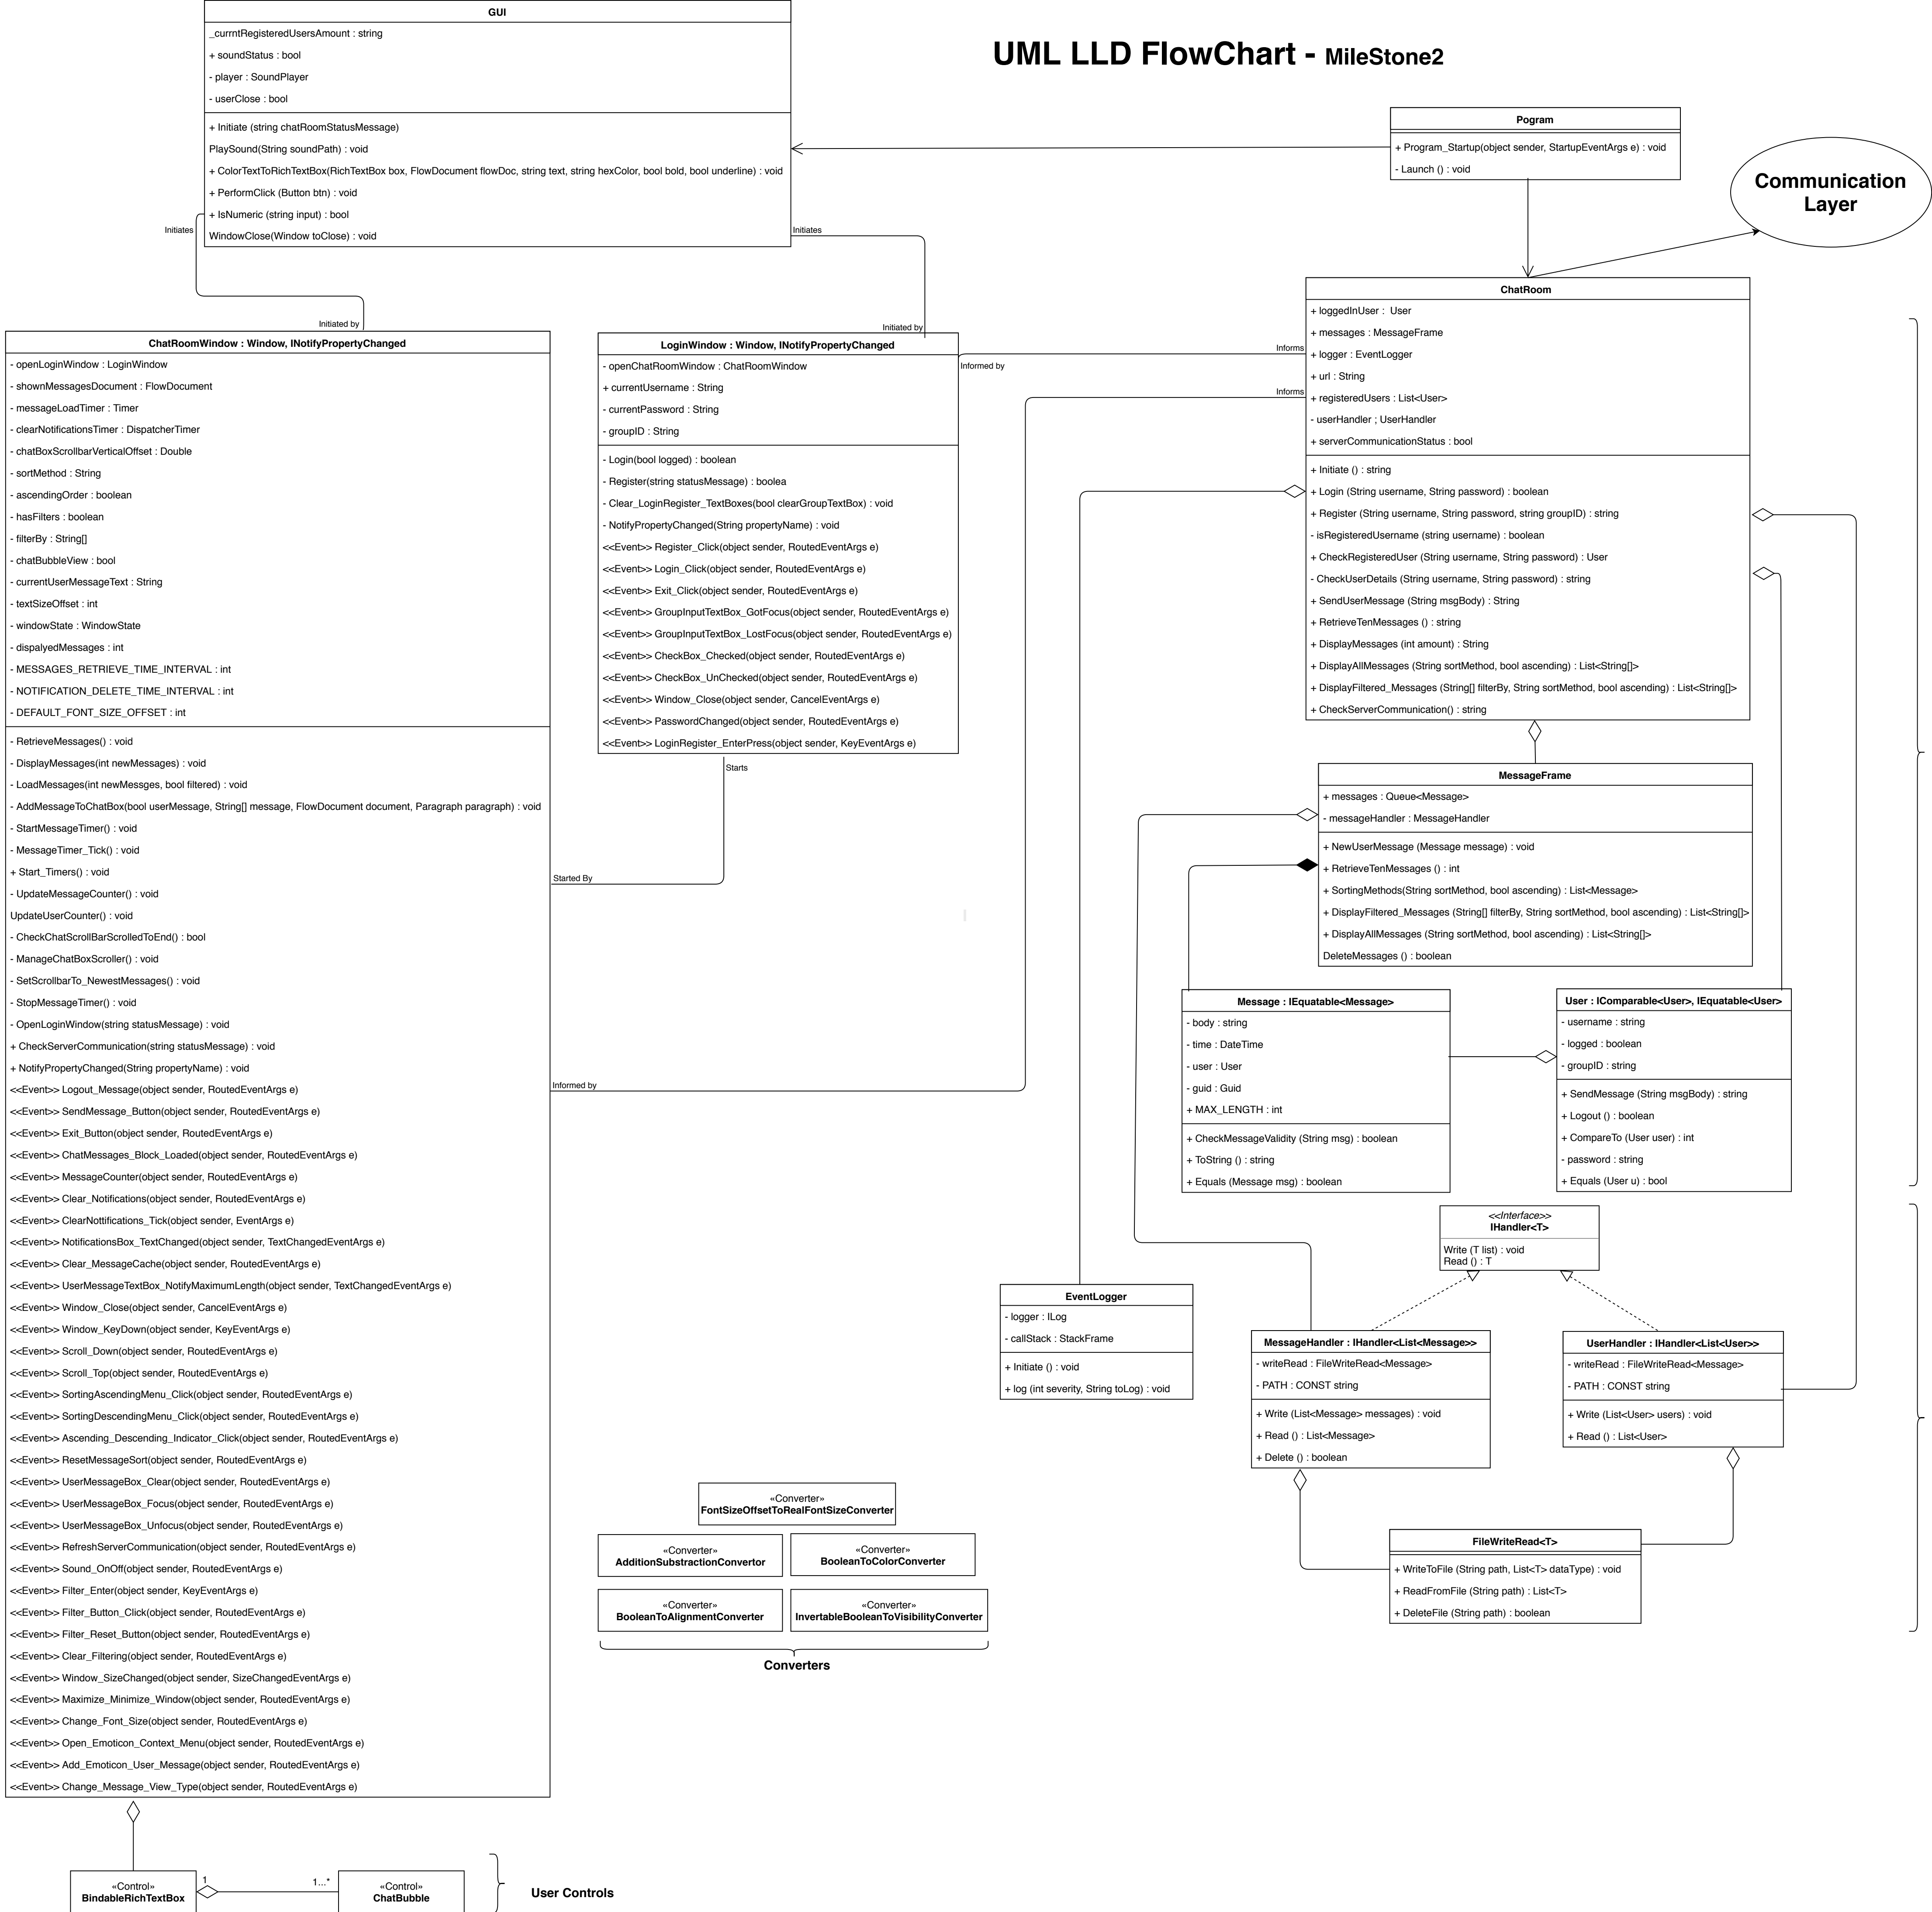 GUI
_currntRegisteredUsersAmount : string
+ soundStatus : bool
- player : SoundPlayer
- userClose : bool
+ Initiate (string chatRoomStatusMessage)
PlaySound(String soundPath) : void
+ ColorTextToRichTextBox(RichTextBox box, FlowDocument flowDoc, string text, string hexColor, bool bold, bool underline) : void
+ PerformClick (Button btn) : void
+ IsNumeric (string input) : bool
WindowClose(Window toClose) : void
UML LLD FlowChart - MileStone2
Pogram
+ Program_Startup(object sender, StartupEventArgs e) : void
- Launch () : void
Communication
Layer
Initiates
Initiates
Initiated by
Initiated by
ChatRoomWindow : Window, INotifyPropertyChanged
- openLoginWindow : LoginWindow
- shownMessagesDocument : FlowDocument
- messageLoadTimer : Timer
- clearNotificationsTimer : DispatcherTimer
- chatBoxScrollbarVerticalOffset : Double
- sortMethod : String
- ascendingOrder : boolean
- hasFilters : boolean
- filterBy : String[]
- chatBubbleView : bool
- currentUserMessageText : String
- textSizeOffset : int
- windowState : WindowState
- dispalyedMessages : int
- MESSAGES_RETRIEVE_TIME_INTERVAL : int
- NOTIFICATION_DELETE_TIME_INTERVAL : int
- DEFAULT_FONT_SIZE_OFFSET : int
- RetrieveMessages() : void
- DisplayMessages(int newMessages) : void
- LoadMessages(int newMessges, bool filtered) : void
- AddMessageToChatBox(bool userMessage, String[] message, FlowDocument document, Paragraph paragraph) : void
- StartMessageTimer() : void
- MessageTimer_Tick() : void
+ Start_Timers() : void
- UpdateMessageCounter() : void
UpdateUserCounter() : void
- CheckChatScrollBarScrolledToEnd() : bool
- ManageChatBoxScroller() : void
- SetScrollbarTo_NewestMessages() : void
- StopMessageTimer() : void
- OpenLoginWindow(string statusMessage) : void
+ CheckServerCommunication(string statusMessage) : void
+ NotifyPropertyChanged(String propertyName) : void
<<Event>> Logout_Message(object sender, RoutedEventArgs e)
<<Event>> SendMessage_Button(object sender, RoutedEventArgs e)
<<Event>> Exit_Button(object sender, RoutedEventArgs e)
<<Event>> ChatMessages_Block_Loaded(object sender, RoutedEventArgs e)
<<Event>> MessageCounter(object sender, RoutedEventArgs e)
<<Event>> Clear_Notifications(object sender, RoutedEventArgs e)
<<Event>> ClearNottifications_Tick(object sender, EventArgs e)
<<Event>> NotificationsBox_TextChanged(object sender, TextChangedEventArgs e)
<<Event>> Clear_MessageCache(object sender, RoutedEventArgs e)
<<Event>> UserMessageTextBox_NotifyMaximumLength(object sender, TextChangedEventArgs e)
<<Event>> Window_Close(object sender, CancelEventArgs e)
<<Event>> Window_KeyDown(object sender, KeyEventArgs e)
<<Event>> Scroll_Down(object sender, RoutedEventArgs e)
<<Event>> Scroll_Top(object sender, RoutedEventArgs e)
<<Event>> SortingAscendingMenu_Click(object sender, RoutedEventArgs e)
<<Event>> SortingDescendingMenu_Click(object sender, RoutedEventArgs e)
<<Event>> Ascending_Descending_Indicator_Click(object sender, RoutedEventArgs e)
<<Event>> ResetMessageSort(object sender, RoutedEventArgs e)
<<Event>> UserMessageBox_Clear(object sender, RoutedEventArgs e)
<<Event>> UserMessageBox_Focus(object sender, RoutedEventArgs e)
<<Event>> UserMessageBox_Unfocus(object sender, RoutedEventArgs e)
<<Event>> RefreshServerCommunication(object sender, RoutedEventArgs e)
<<Event>> Sound_OnOff(object sender, RoutedEventArgs e)
<<Event>> Filter_Enter(object sender, KeyEventArgs e)
<<Event>> Filter_Button_Click(object sender, RoutedEventArgs e)
<<Event>> Filter_Reset_Button(object sender, RoutedEventArgs e)
<<Event>> Clear_Filtering(object sender, RoutedEventArgs e)
<<Event>> Window_SizeChanged(object sender, SizeChangedEventArgs e)
<<Event>> Maximize_Minimize_Window(object sender, RoutedEventArgs e)
<<Event>> Change_Font_Size(object sender, RoutedEventArgs e)
<<Event>> Open_Emoticon_Context_Menu(object sender, RoutedEventArgs e)
<<Event>> Add_Emoticon_User_Message(object sender, RoutedEventArgs e)
<<Event>> Change_Message_View_Type(object sender, RoutedEventArgs e)
LoginWindow : Window, INotifyPropertyChanged
- openChatRoomWindow : ChatRoomWindow
+ currentUsername : String
- currentPassword : String
- groupID : String
- Login(bool logged) : boolean
- Register(string statusMessage) : boolea
- Clear_LoginRegister_TextBoxes(bool clearGroupTextBox) : void
- NotifyPropertyChanged(String propertyName) : void
<<Event>> Register_Click(object sender, RoutedEventArgs e)
<<Event>> Login_Click(object sender, RoutedEventArgs e)
<<Event>> Exit_Click(object sender, RoutedEventArgs e)
<<Event>> GroupInputTextBox_GotFocus(object sender, RoutedEventArgs e)
<<Event>> GroupInputTextBox_LostFocus(object sender, RoutedEventArgs e)
<<Event>> CheckBox_Checked(object sender, RoutedEventArgs e)
<<Event>> CheckBox_UnChecked(object sender, RoutedEventArgs e)
<<Event>> Window_Close(object sender, CancelEventArgs e)
<<Event>> PasswordChanged(object sender, RoutedEventArgs e)
<<Event>> LoginRegister_EnterPress(object sender, KeyEventArgs e)
Informs
Informed by
Informs
Starts
Started By
Informed by
ChatRoom
+ loggedInUser :  User
+ messages : MessageFrame
+ logger : EventLogger
+ url : String
+ registeredUsers : List<User>
- userHandler ; UserHandler
+ serverCommunicationStatus : bool
+ Initiate () : string
+ Login (String username, String password) : boolean
+ Register (String username, String password, string groupID) : string
- isRegisteredUsername (string username) : boolean
+ CheckRegisteredUser (String username, String password) : User
- CheckUserDetails (String username, String password) : string
+ SendUserMessage (String msgBody) : String
+ RetrieveTenMessages () : string
+ DisplayMessages (int amount) : String
+ DisplayAllMessages (String sortMethod, bool ascending) : List<String[]>
+ DisplayFiltered_Messages (String[] filterBy, String sortMethod, bool ascending) : List<String[]>
+ CheckServerCommunication() : string
MessageFrame
+ messages : Queue<Message>
- messageHandler : MessageHandler
+ NewUserMessage (Message message) : void
+ RetrieveTenMessages () : int
+ SortingMethods(String sortMethod, bool ascending) : List<Message>
+ DisplayFiltered_Messages (String[] filterBy, String sortMethod, bool ascending) : List<String[]>
+ DisplayAllMessages (String sortMethod, bool ascending) : List<String[]>
DeleteMessages () : boolean
Message : IEquatable<Message>
- body : string
- time : DateTime
- user : User
- guid : Guid
+ MAX_LENGTH : int
+ CheckMessageValidity (String msg) : boolean
+ ToString () : string
+ Equals (Message msg) : boolean
User : IComparable<User>, IEquatable<User>
- username : string
- logged : boolean
- groupID : string
+ SendMessage (String msgBody) : string
+ Logout () : boolean
+ CompareTo (User user) : int
- password : string
+ Equals (User u) : bool
<<Interface>>
IHandler<T>
Write (T list) : void
Read () : T
EventLogger
- logger : ILog
- callStack : StackFrame
+ Initiate () : void
+ log (int severity, String toLog) : void
MessageHandler : IHandler<List<Message>>
- writeRead : FileWriteRead<Message>
- PATH : CONST string
+ Write (List<Message> messages) : void
+ Read () : List<Message>
+ Delete () : boolean
UserHandler : IHandler<List<User>>
- writeRead : FileWriteRead<Message>
- PATH : CONST string
+ Write (List<User> users) : void
+ Read () : List<User>
FileWriteRead<T>
+ WriteToFile (String path, List<T> dataType) : void
+ ReadFromFile (String path) : List<T>
+ DeleteFile (String path) : boolean
«Converter»
FontSizeOffsetToRealFontSizeConverter
«Converter»
AdditionSubstractionConvertor
«Converter»
BooleanToColorConverter
«Converter»
BooleanToAlignmentConverter
«Converter»
InvertableBooleanToVisibilityConverter
Converters
«Control»
BindableRichTextBox
1
1...*
«Control»
ChatBubble
User Controls